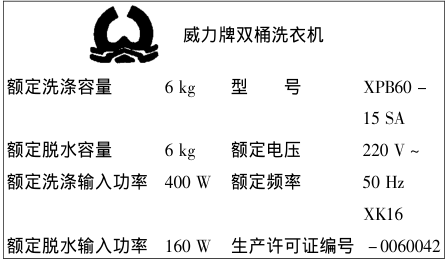 威力牌双桶洗衣机
额定洗涤容量 6 kg 型 号 XPB60 -
15 SA
额定脱水容量 6 kg 额定电压 220 V ~
额定洗涤输入功率 400 W 额定频率 50 Hz
XK16
额定脱水输入功率 160 W 生产许可证编号 -0060042